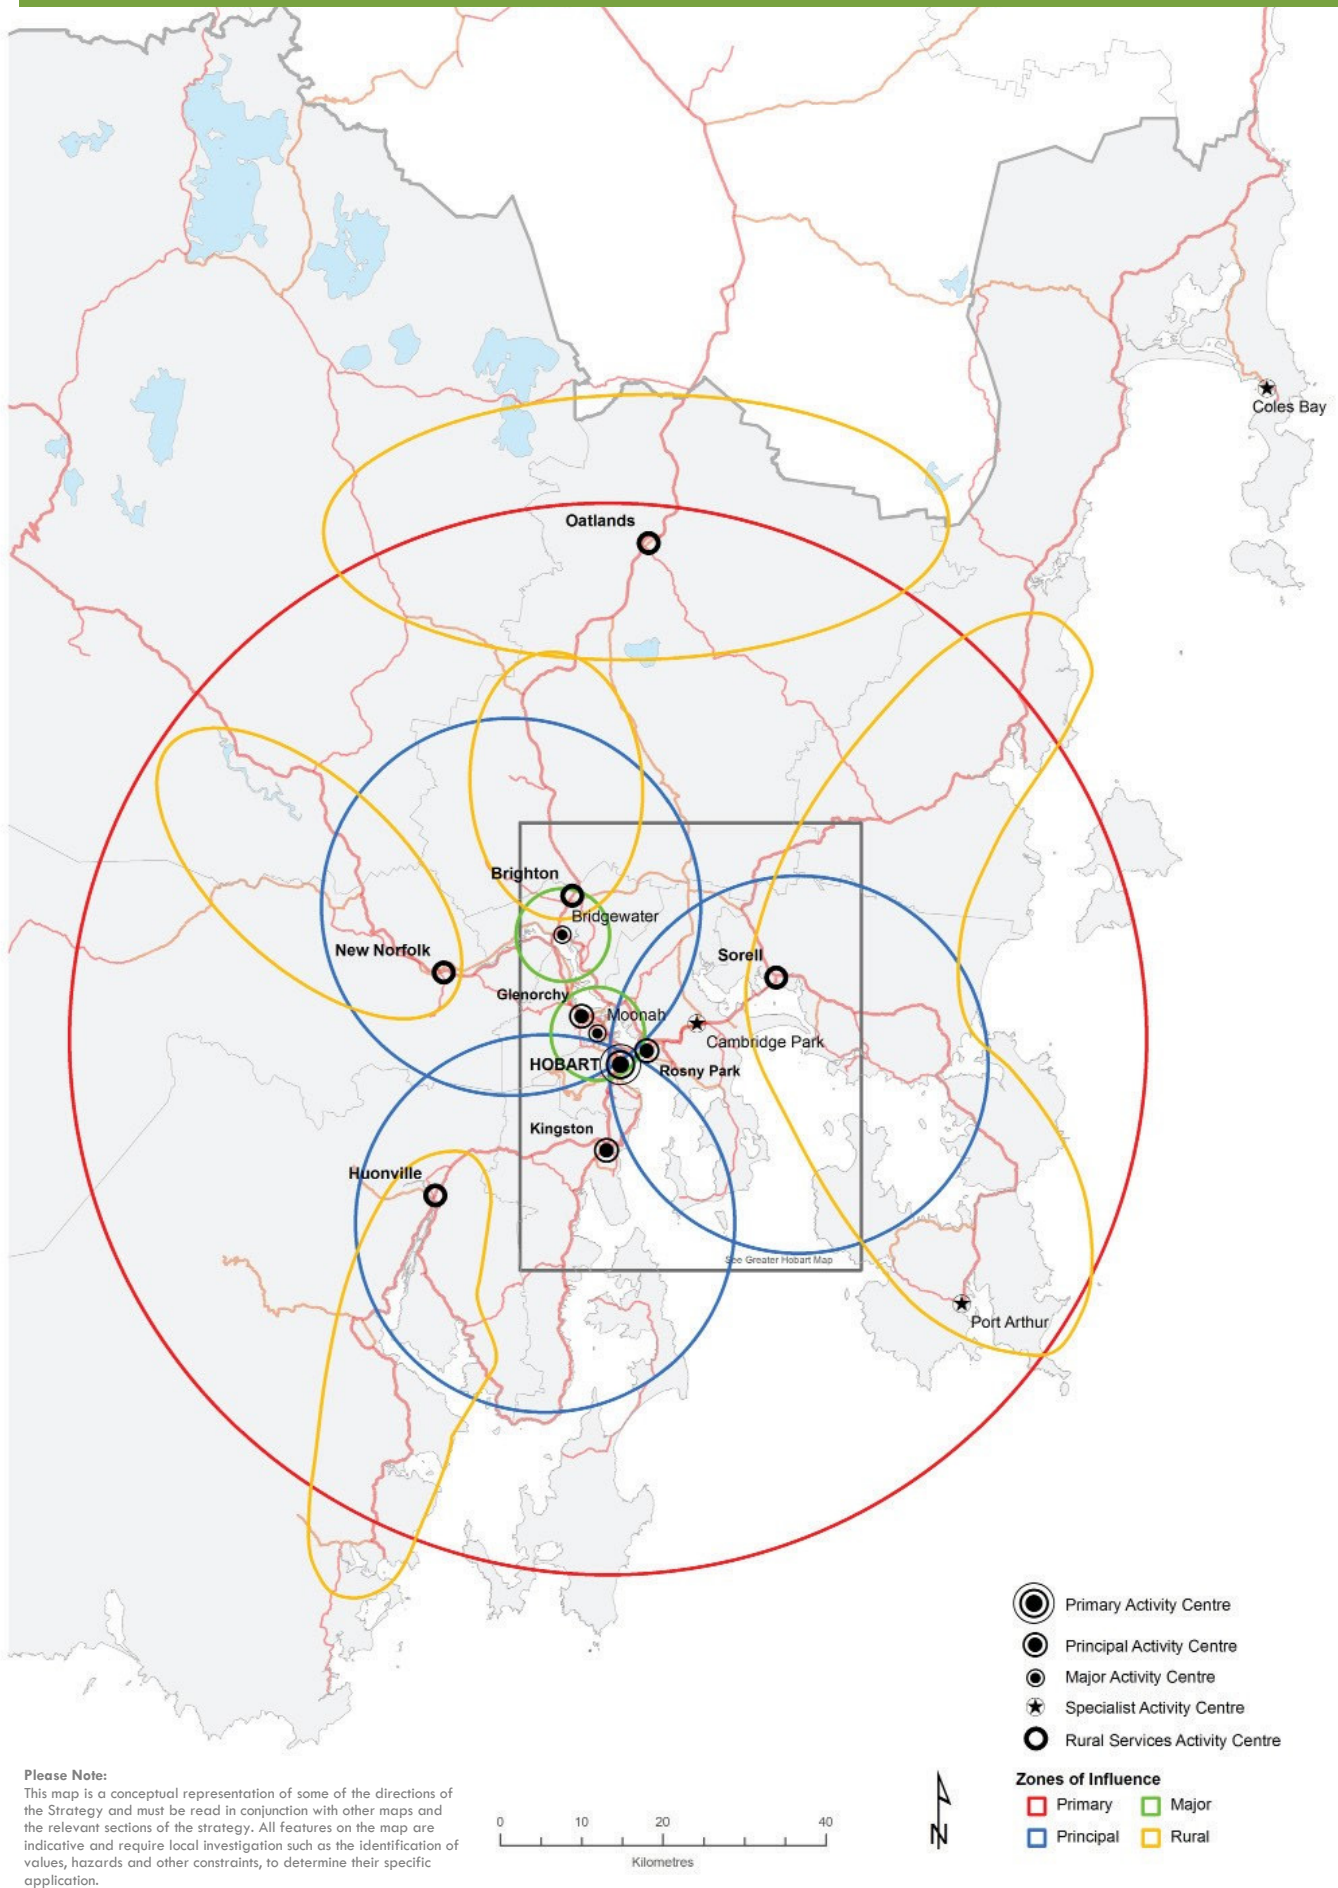 Coles Bay
Oatlands
Brighton
Bridgewater
New Norfolk
Sorell
Glenorchy
Moonah
Cambridge Park
HOBART
Rosny Park
Kingston
Huonville
See Greater Hobart Map
Port Arthur
Primary Activity Centre
Principal Activity Centre
Major Activity Centre
Specialist Activity Centre
Rural Services Activity Centre
Zones of Influence
Primary
Major
Principal
Rural
Please Note:
This map is a conceptual representation of some of the directions of
the Strategy and must be read in conjunction with other maps and
the relevant sections of the strategy. All features on the map are
indicative and require local investigation such as the identification of
values, hazards and other constraints, to determine their specific
application.
0 10 20 40
Kilometres
N